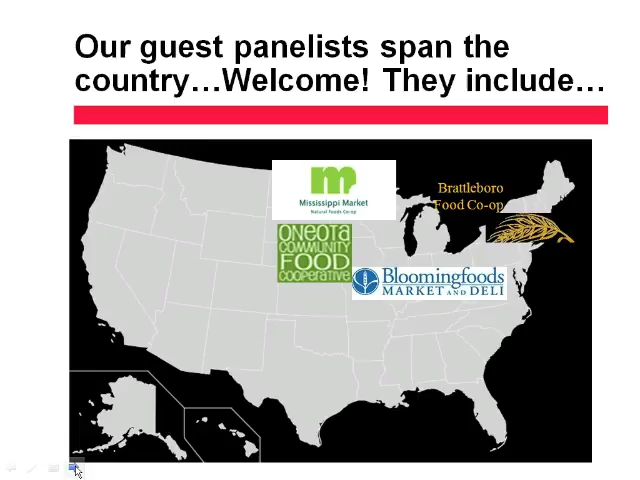 Our guest panelists span the
country…Welcome! They include…
m
Mississippi Market
Natural Foods Co-op
Brattleboro
Food Co-op
ONEOTA
COMMUNITY
FOOD
COOPERATIVE
Bloomingfoods
MARKET AND DELI